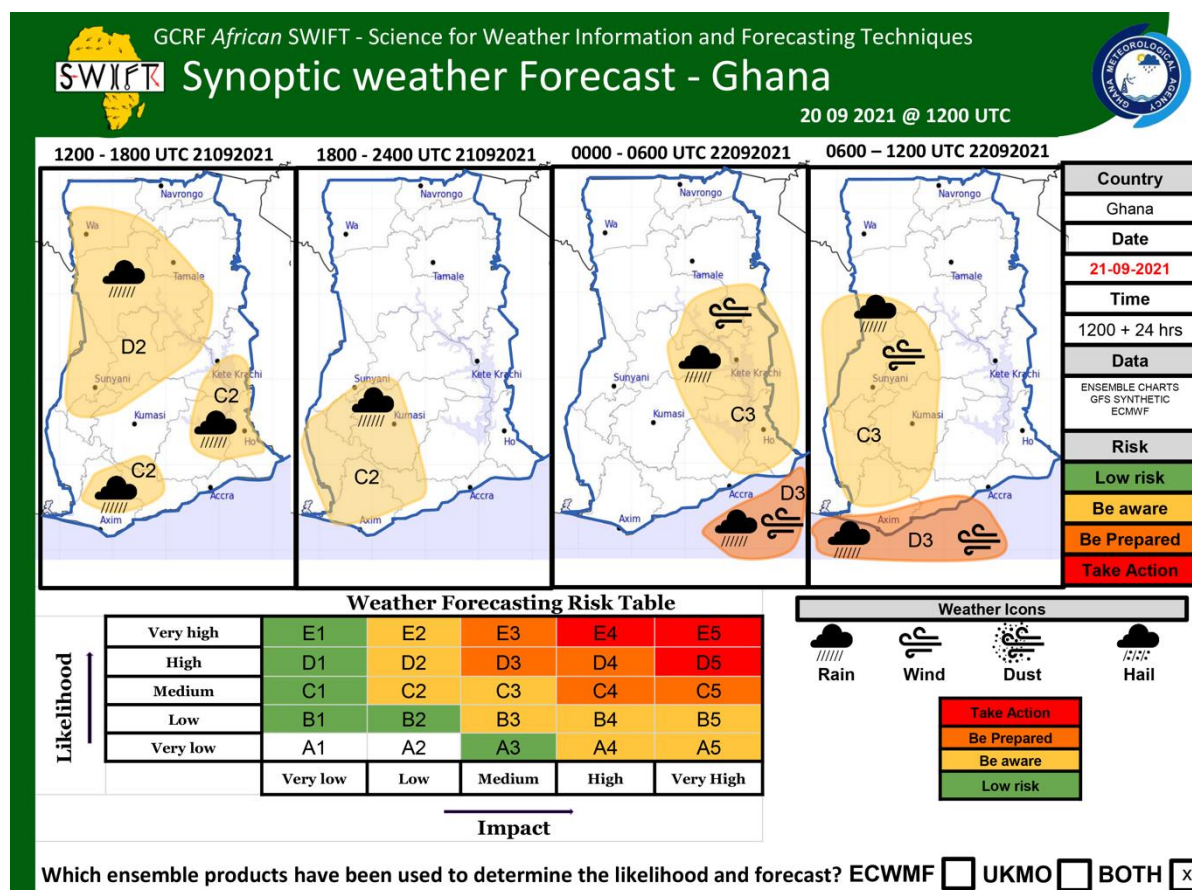 GCRF African SWIFT - Science for Weather Information and Forecasting Techniques
SWIFT
Synoptic weather Forecast - Ghana
GHANA METEOROLOGICAL AGENCY
20 09 2021 @ 1200 UTC
1200 - 1800 UTC 21092021
1800 - 2400 UTC 21092021
0000 - 0600 UTC 22092021
0600 – 1200 UTC 22092021
Navrongo
Wa
Tamale
D2
Kete Krachi
Sunyani
C2
Kumasi
Ho
C2
Accra
Axim
Navrongo
Wa
Tamale
Kete Krachi
Sunyani
Kumasi
Ho
C2
Accra
Axim
Navrongo
Wa
Tamale
Kete Krachi
Sunyani
C3
Kumasi
Ho
Accra
D3
Axim
Navrongo
Wa
Tamale
Kete Krachi
Sunyani
Kumasi
C3
Ho
Accra
Axim
D3
Country
Ghana
Date
21-09-2021
Time
1200 + 24 hrs
Data
ENSEMBLE CHARTS
GFS SYNTHETIC
ECMWF
Risk
Low risk
Be aware
Be Prepared
Take Action
Weather Forecasting Risk Table
Likelihood
Very high E1 E2 E3 E4 E5
High D1 D2 D3 D4 D5
Medium C1 C2 C3 C4 C5
Low B1 B2 B3 B4 B5
Very low A1 A2 A3 A4 A5
Very low Low Medium High Very High
Impact
Weather Icons
Rain Wind Dust Hail
Take Action
Be Prepared
Be aware
Low risk
Which ensemble products have been used to determine the likelihood and forecast? ECWMF UKMO BOTH x